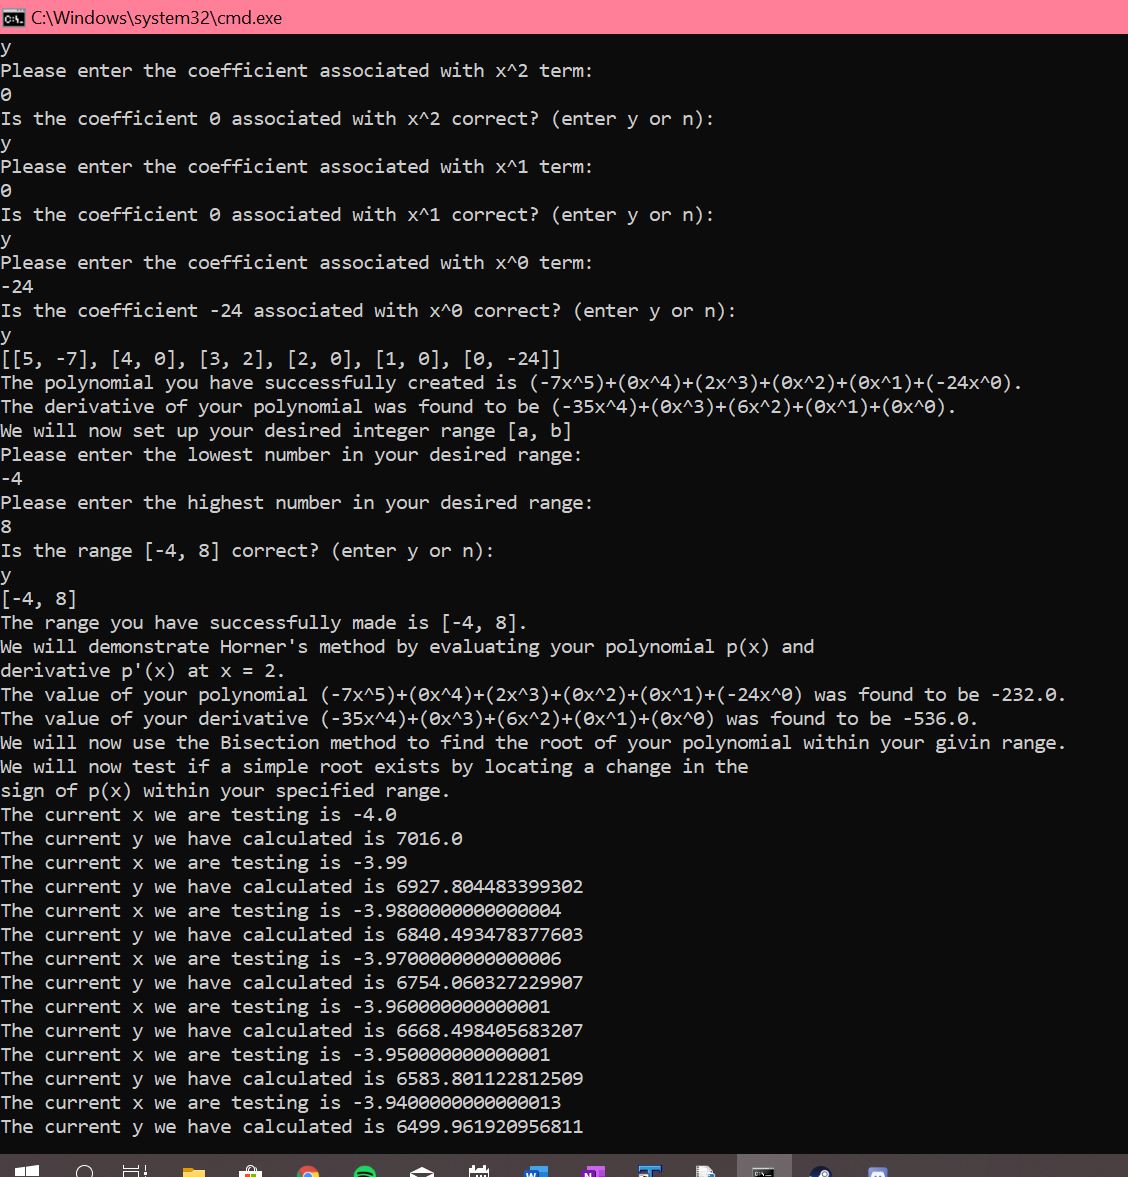 C:\Windows\system32\cmd.exe
y
Please enter the coefficient associated with x^2 term:
0
Is the coefficient 0 associated with x^2 correct? (enter y or n):
y
Please enter the coefficient associated with x^1 term:
0
Is the coefficient 0 associated with x^1 correct? (enter y or n):
y
Please enter the coefficient associated with x^0 term:
-24
Is the coefficient -24 associated with x^0 correct? (enter y or n):
y
[[5, -7], [4, 0], [3, 2], [2, 0], [1, 0], [0, -24]]
The polynomial you have successfully created is (-7x^5)+(0x^4)+(2x^3)+(0x^2)+(0x^1)+(-24x^0).
The derivative of your polynomial was found to be (-35x^4)+(0x^3)+(6x^2)+(0x^1)+(0x^0).
We will now set up your desired integer range [a, b]
Please enter the lowest number in your desired range:
-4
Please enter the highest number in your desired range:
8
Is the range [-4, 8] correct? (enter y or n):
y
[-4, 8]
The range you have successfully made is [-4, 8].
We will demonstrate Horner's method by evaluating your polynomial p(x) and
derivative p'(x) at x = 2.
The value of your polynomial (-7x^5)+(0x^4)+(2x^3)+(0x^2)+(0x^1)+(-24x^0) was found to be -232.0.
The value of your derivative (-35x^4)+(0x^3)+(6x^2)+(0x^1)+(0x^0) was found to be -536.0.
We will now use the Bisection method to find the root of your polynomial within your givin range.
We will now test if a simple root exists by locating a change in the
sign of p(x) within your specified range.
The current x we are testing is -4.0
The current y we have calculated is 7016.0
The current x we are testing is -3.99
The current y we have calculated is 6927.804483399302
The current x we are testing is -3.9800000000000004
The current y we have calculated is 6840.493478377603
The current x we are testing is -3.9700000000000006
The current y we have calculated is 6754.060327229907
The current x we are testing is -3.960000000000001
The current y we have calculated is 6668.498405683207
The current x we are testing is -3.950000000000001
The current y we have calculated is 6583.801122812509
The current x we are testing is -3.9400000000000013
The current y we have calculated is 6499.961920956811